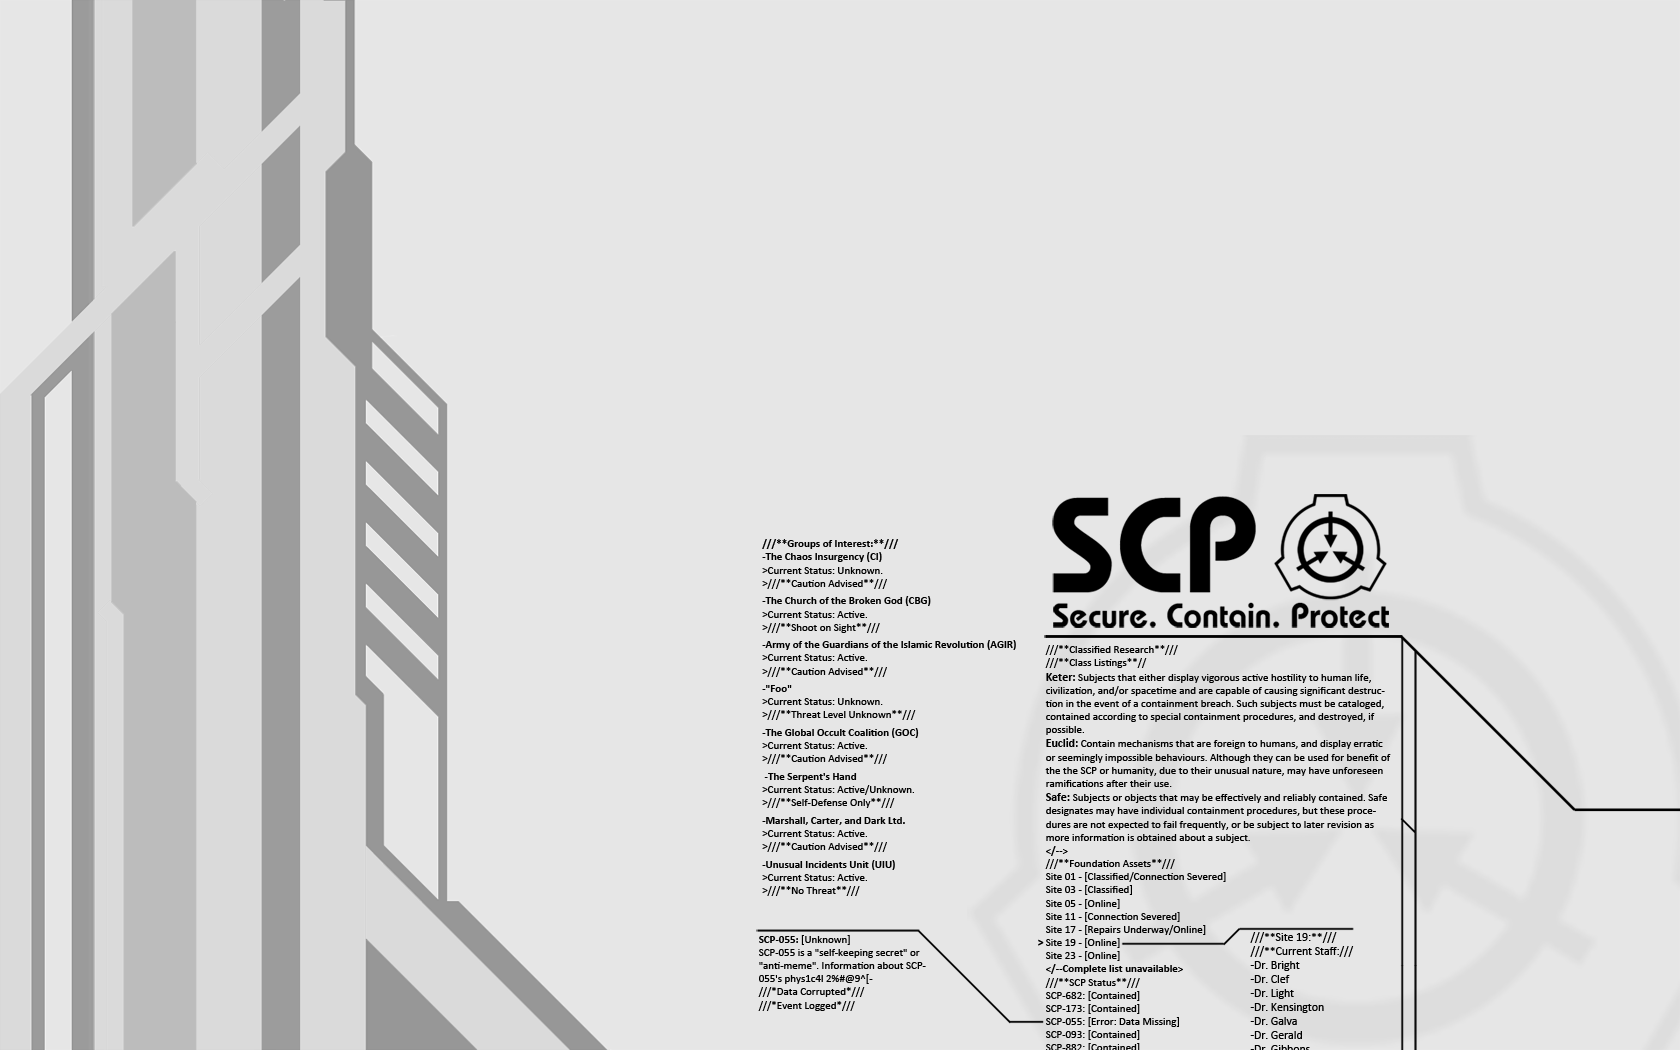 ///**Groups of Interest:**///
-The Chaos Insurgency (CI)
>Current Status: Unknown.
>///**Caution Advised**///
-The Church of the Broken God (CBG)
>Current Status: Active.
>///**Shoot on Sight**///
-Army of the Guardians of the Islamic Revolution (AGIR)
>Current Status: Active.
>///**Caution Advised**///
-"Foo"
>Current Status: Unknown.
>///**Threat Level Unknown**///
-The Global Occult Coalition (GOC)
>Current Status: Active.
>///**Caution Advised**///
-The Serpent's Hand
>Current Status: Active/Unknown.
>///**Self-Defense Only**///
-Marshall, Carter, and Dark Ltd.
>Current Status: Active.
>///**Caution Advised**///
-Unusual Incidents Unit (UIU)
>Current Status: Active.
>///**No Threat**///
SCP-055: [Unknown]
SCP-055 is a "self-keeping secret" or
"anti-meme". Information about SCP-
055's phys1c4l 2%#@9^[-
///*Data Corrupted*///
///*Event Logged*///
SCP
Secure. Contain. Protect
///**Classified Research**///
///**Class Listings**//
Keter: Subjects that either display vigorous active hostility to human life,
civilization, and/or spacetime and are capable of causing significant destruc-
tion in the event of a containment breach. Such subjects must be cataloged,
contained according to special containment procedures, and destroyed, if
possible.
Euclid: Contain mechanisms that are foreign to humans, and display erratic
or seemingly impossible behaviours. Although they can be used for benefit of
the the SCP or humanity, due to their unusual nature, may have unforeseen
ramifications after their use.
Safe: Subjects or objects that may be effectively and reliably contained. Safe
designates may have individual containment procedures, but these proce-
dures are not expected to fail frequently, or be subject to later revision as
more information is obtained about a subject.
</-->
///**Foundation Assets**///
Site 01 - [Classified/Connection Severed]
Site 03 - [Classified]
Site 05 - [Online]
Site 11 - [Connection Severed]
Site 17 - [Repairs Underway/Online]
>Site 19 - [Online]
Site 23 - [Online]
</--Complete list unavailable>
///**SCP Status**///
SCP-682: [Contained]
SCP-173: [Contained]
SCP-055: [Error: Data Missing]
SCP-093: [Contained]
SCP-882: [Contained]
///**Site 19:**///
///**Current Staff:///
-Dr. Bright
-Dr. Clef
-Dr. Light
-Dr. Kensington
-Dr. Galva
-Dr. Gerald
-Dr. Gibbons